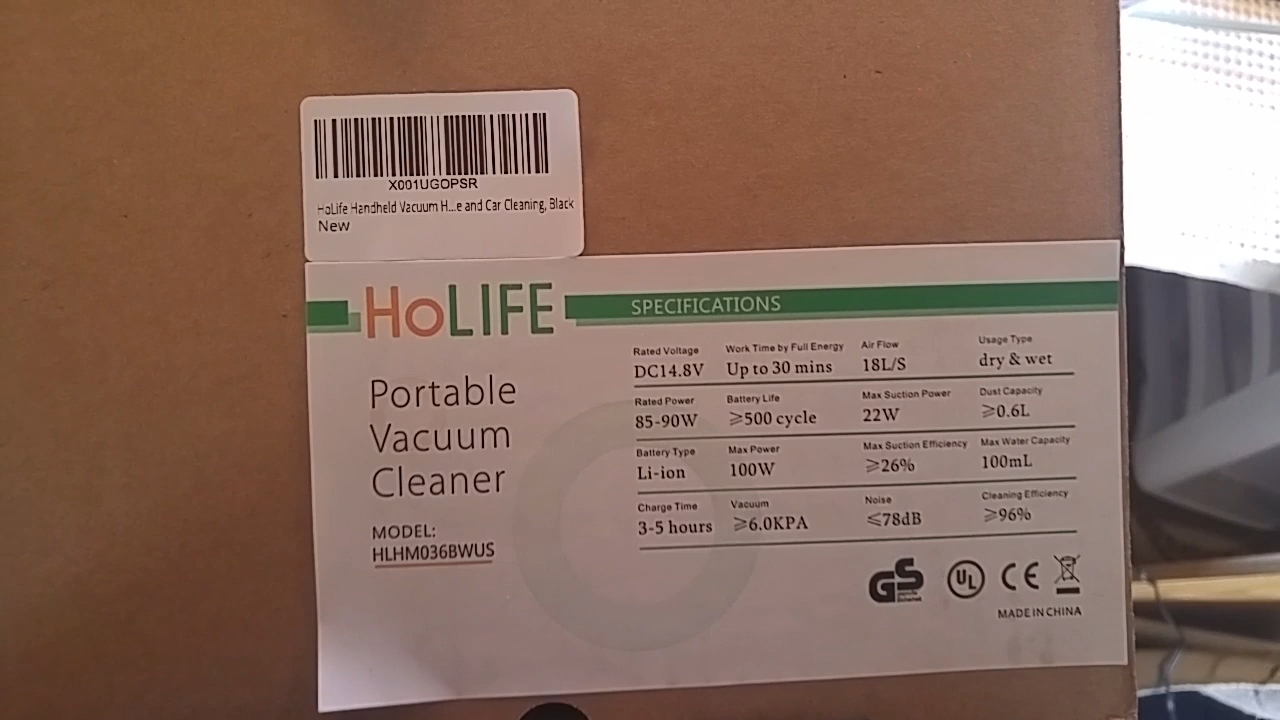 X001UGOPSR
HoLife Handheld Vacuum H...e and Car Cleaning, Black
New
HoLIFE
SPECIFICATIONS
Portable
Vacuum
Cleaner
MODEL:
HLHM036BWUS
Rated Voltage Work Time by Full Energy Air Flow Usage Type
DC14.8V Up to 30 mins 18L/S dry & wet
Rated Power Battery Life Max Suction Power Dust Capacity
85-90W ≥500 cycle 22W ≥0.6L
Battery Type Max Power Max Suction Efficiency Max Water Capacity
Li-ion 100W ≥26% 100mL
Charge Time Vacuum Noise Cleaning Efficiency
3-5 hours ≥6.0KPA ≤78dB ≥96%
GS UL CE
MADE IN CHINA